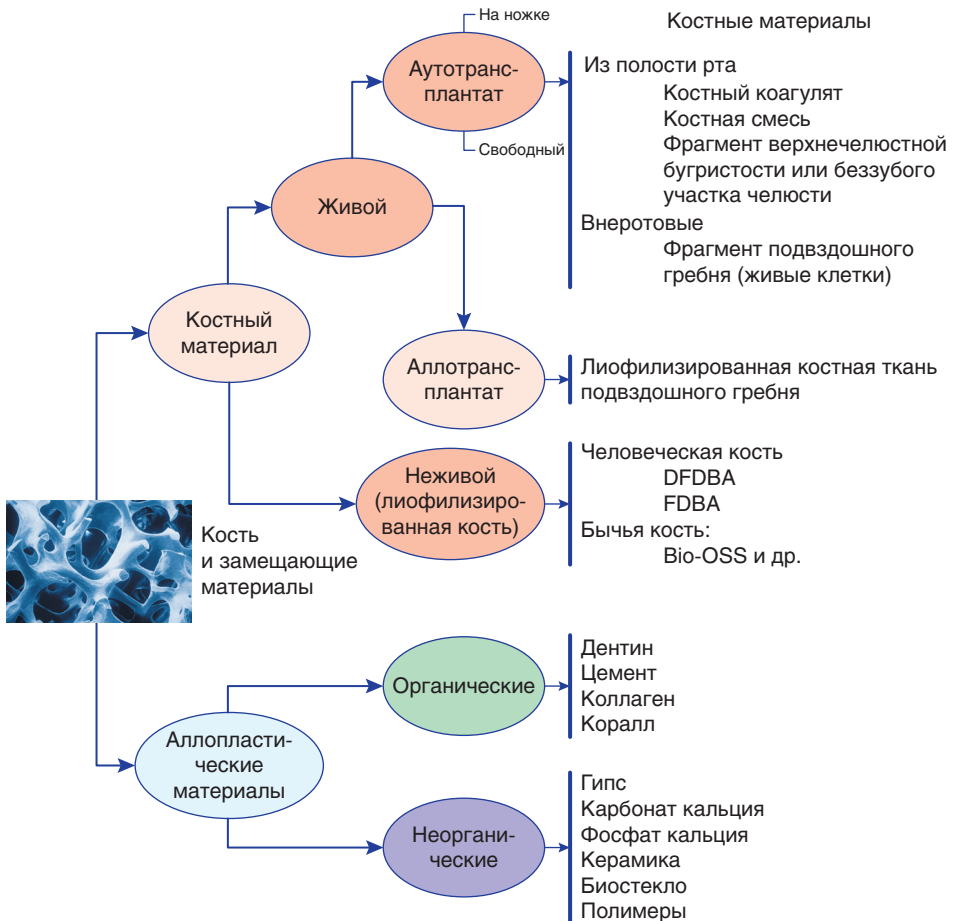 На ножке
Костные материалы
Аутотранс-
плантат
Свободный
Из полости рта
Костный коагулят
Костная смесь
Фрагмент верхнечелюстной
бугристости или беззубого
участка челюсти
Внеротовые
Фрагмент подвздошного
гребня (живые клетки)
Живой
Костный
материал
Аллотранс-
плантат
Лиофилизированная костная ткань
подвздошного гребня
Неживой
(лиофилизиро-
ванная кость)
Человеческая кость
DFDBA
FDBA
Бычья кость:
Bio-OSS и др.
Кость
и замещающие
материалы
Органические
Дентин
Цемент
Коллаген
Коралл
Аллопласти-
ческие
материалы
Неоргани-
ческие
Гипс
Карбонат кальция
Фосфат кальция
Керамика
Биостекло
Полимеры